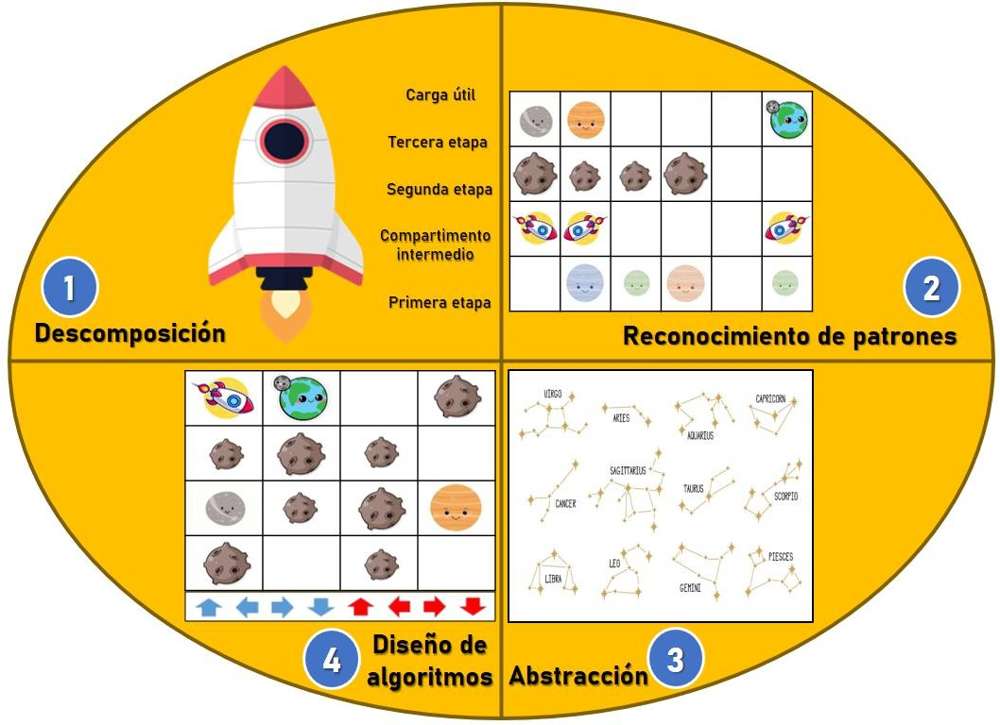 Carga útil
Tercera etapa
Segunda etapa
Compartimento
intermedio
Primera etapa
1
Descomposición
2
Reconocimiento de patrones
VIRGO
ARIES
AQUARIUS
CAPRICORN
CANCER
SAGITTARIUS
TAURUS
SCORPIO
LIBRA
LEO
GEMINI
PIESCES
4
Diseño de
algoritmos
Abstracción
3